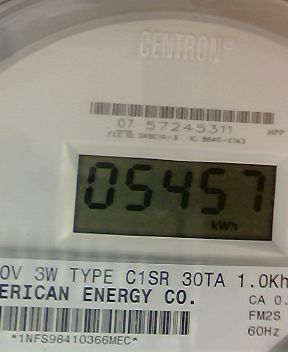 CENTRON®
07 57245311
HPP
05457
kWh
0V 3W TYPE C1SR 30TA 1.0Kh
ERICAN ENERGY CO.
CA 0.
FM2S
60Hz
*1NFS98410366MEC*